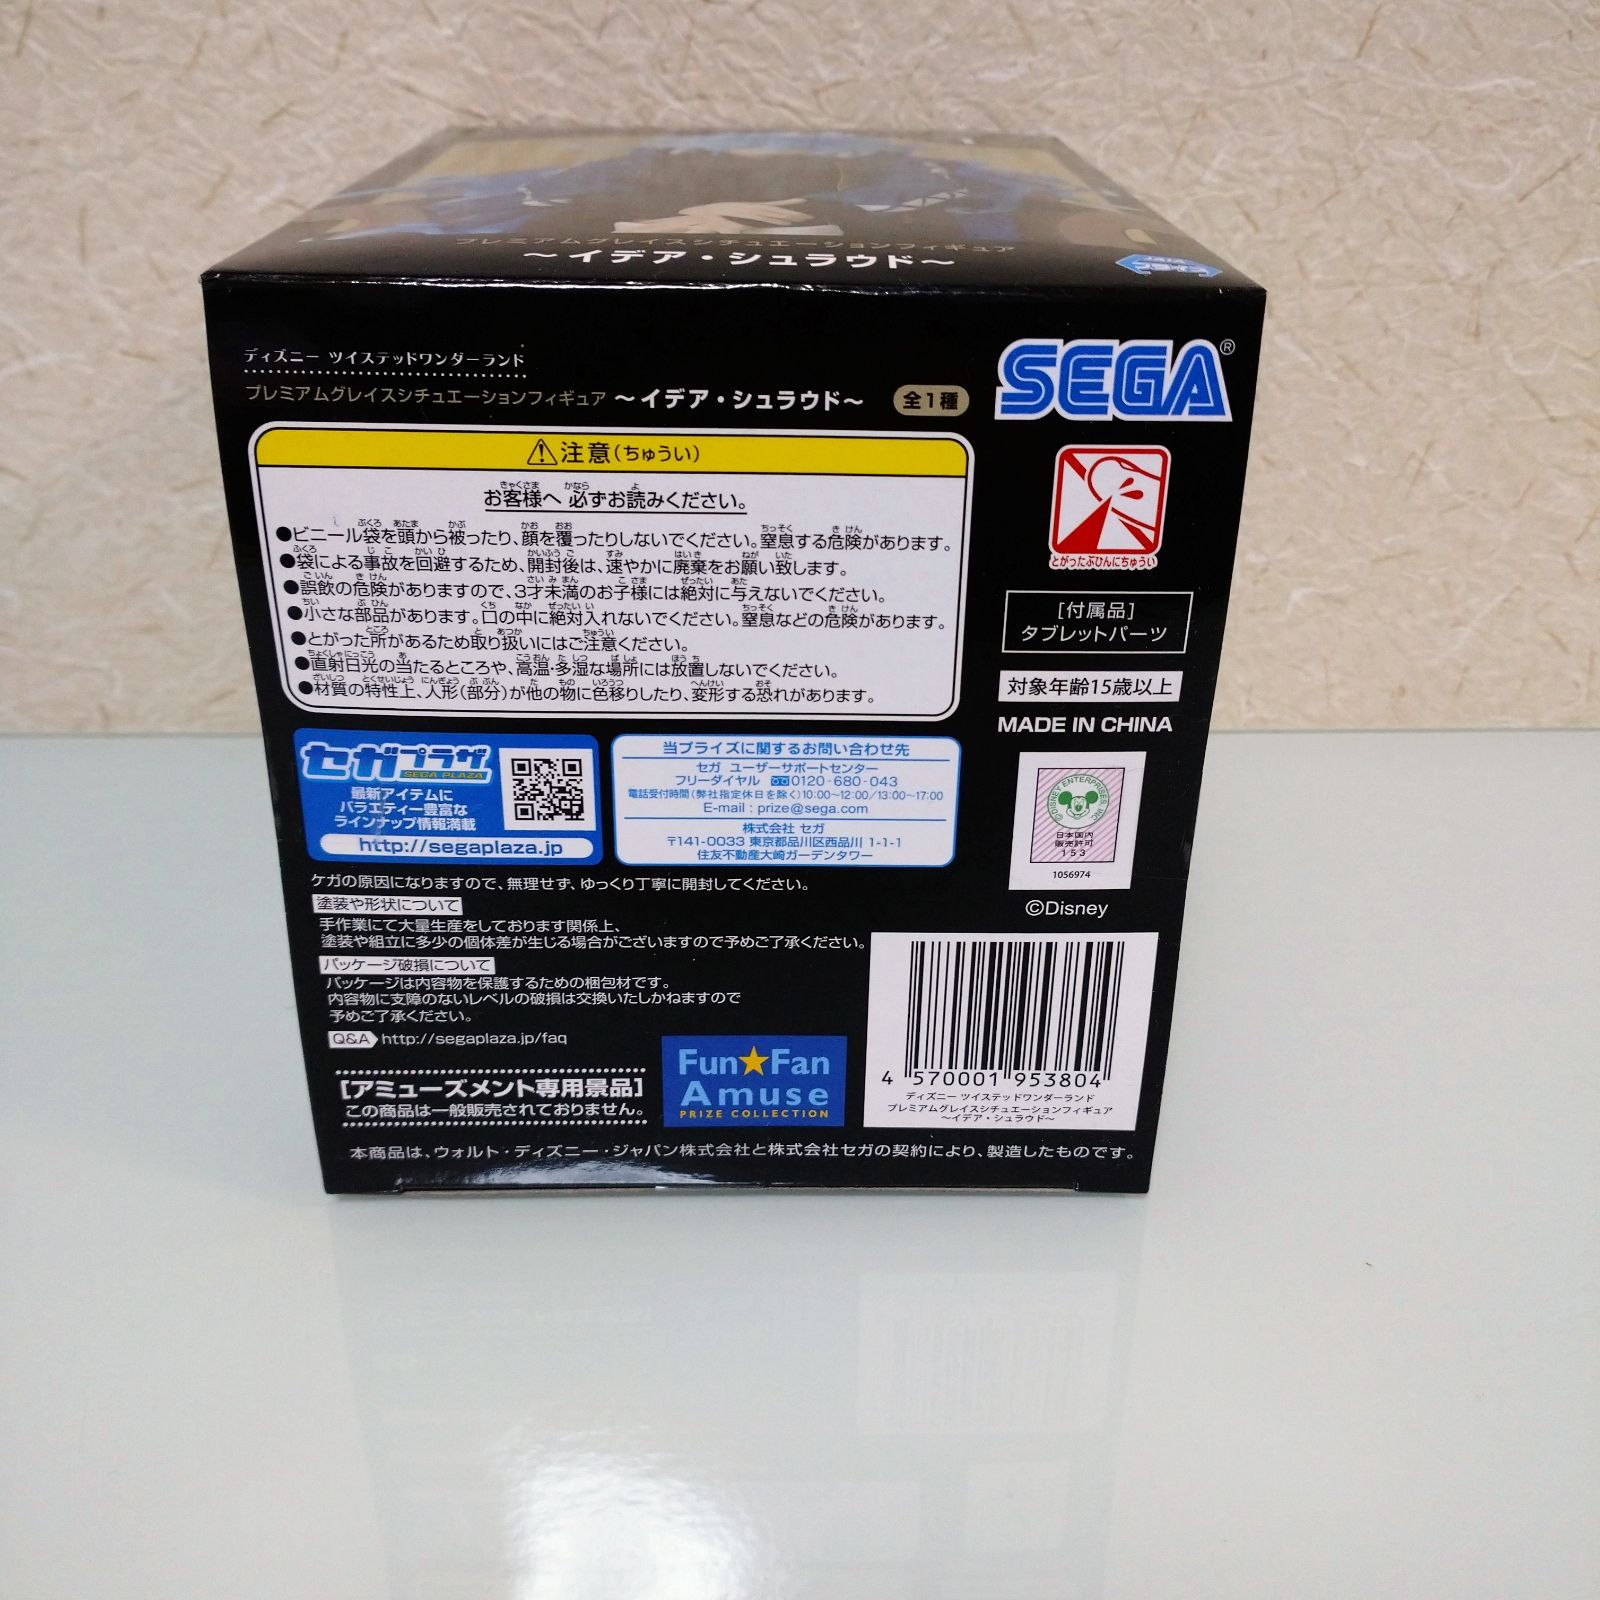 プレミアムグレイスシチュエーションフィギュア
～イデア・シュラウド～
JAIA
プライズ
ディズニー ツイステッドワンダーランド
プレミアムグレイスシチュエーションフィギュア ～イデア・シュラウド～
全1種
SEGA®
⚠注意(ちゅうい)
お客様へ 必ずお読みください。
●ビニール袋を頭から被ったり、顔を覆ったりしないでください。窒息する危険があります。
●袋による事故を回避するため、開封後は、速やかに廃棄をお願い致します。
●誤飲の危険がありますので、3才未満のお子様には絶対に与えないでください。
●小さな部品があります。口の中に絶対入れないでください。窒息などの危険があります。
●とがった所があるため取り扱いにはご注意ください。
●直射日光の当たるところや、高温・多湿な場所には放置しないでください。
●材質の特性上、人形(部分)が他の物に色移りしたり、変形する恐れがあります。
とがったぶひんにちゅうい
[付属品]
タブレットパーツ
対象年齢15歳以上
MADE IN CHINA
セガプラザ
SEGA PLAZA
最新アイテムに
バラエティー豊富な
ラインナップ情報満載
http://segaplaza.jp
当プライズに関するお問い合わせ先
セガ ユーザーサポートセンター
フリーダイヤル 0120-680-043
電話受付時間(弊社指定休日を除く)10:00~12:00/13:00~17:00
E-mail : prize@sega.com
株式会社 セガ
〒141-0033 東京都品川区西品川 1-1-1
住友不動産大崎ガーデンタワー
©DISNEY ENTERPRISES, INC.
日本国内
販売許可
153
1056974
©Disney
ケガの原因になりますので、無理せず、ゆっくり丁寧に開封してください。
塗装や形状について
手作業にて大量生産をしております関係上、
塗装や組立に多少の個体差が生じる場合がございますので予めご了承ください。
パッケージ破損について
パッケージは内容物を保護するための梱包材です。
内容物に支障のないレベルの破損は交換いたしかねますので
予めご了承ください。
Q&A http://segaplaza.jp/faq
[アミューズメント専用景品]
この商品は一般販売されておりません。
Fun★Fan
Amuse
PRIZE COLLECTION
4 570001 953804
ディズニー ツイステッドワンダーランド
プレミアムグレイスシチュエーションフィギュア
～イデア・シュラウド～
本商品は、ウォルト・ディズニー・ジャパン株式会社と株式会社セガの契約により、製造したものです。